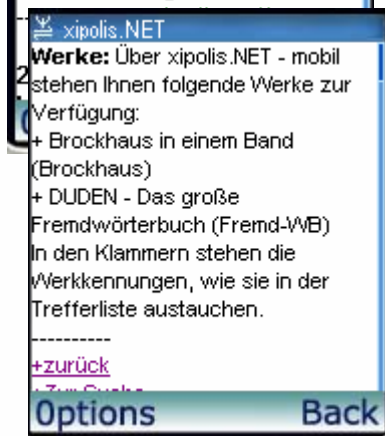 xipolis.NET
Werke: Über xipolis.NET - mobil
stehen Ihnen folgende Werke zur
Verfügung:
+ Brockhaus in einem Band
(Brockhaus)
+ DUDEN - Das große
Fremdwörterbuch (Fremd-WB)
In den Klammern stehen die
Werkkennungen, wie sie in der
Trefferliste austauchen.
----------
+zurück
+Zur Suche
Options Back